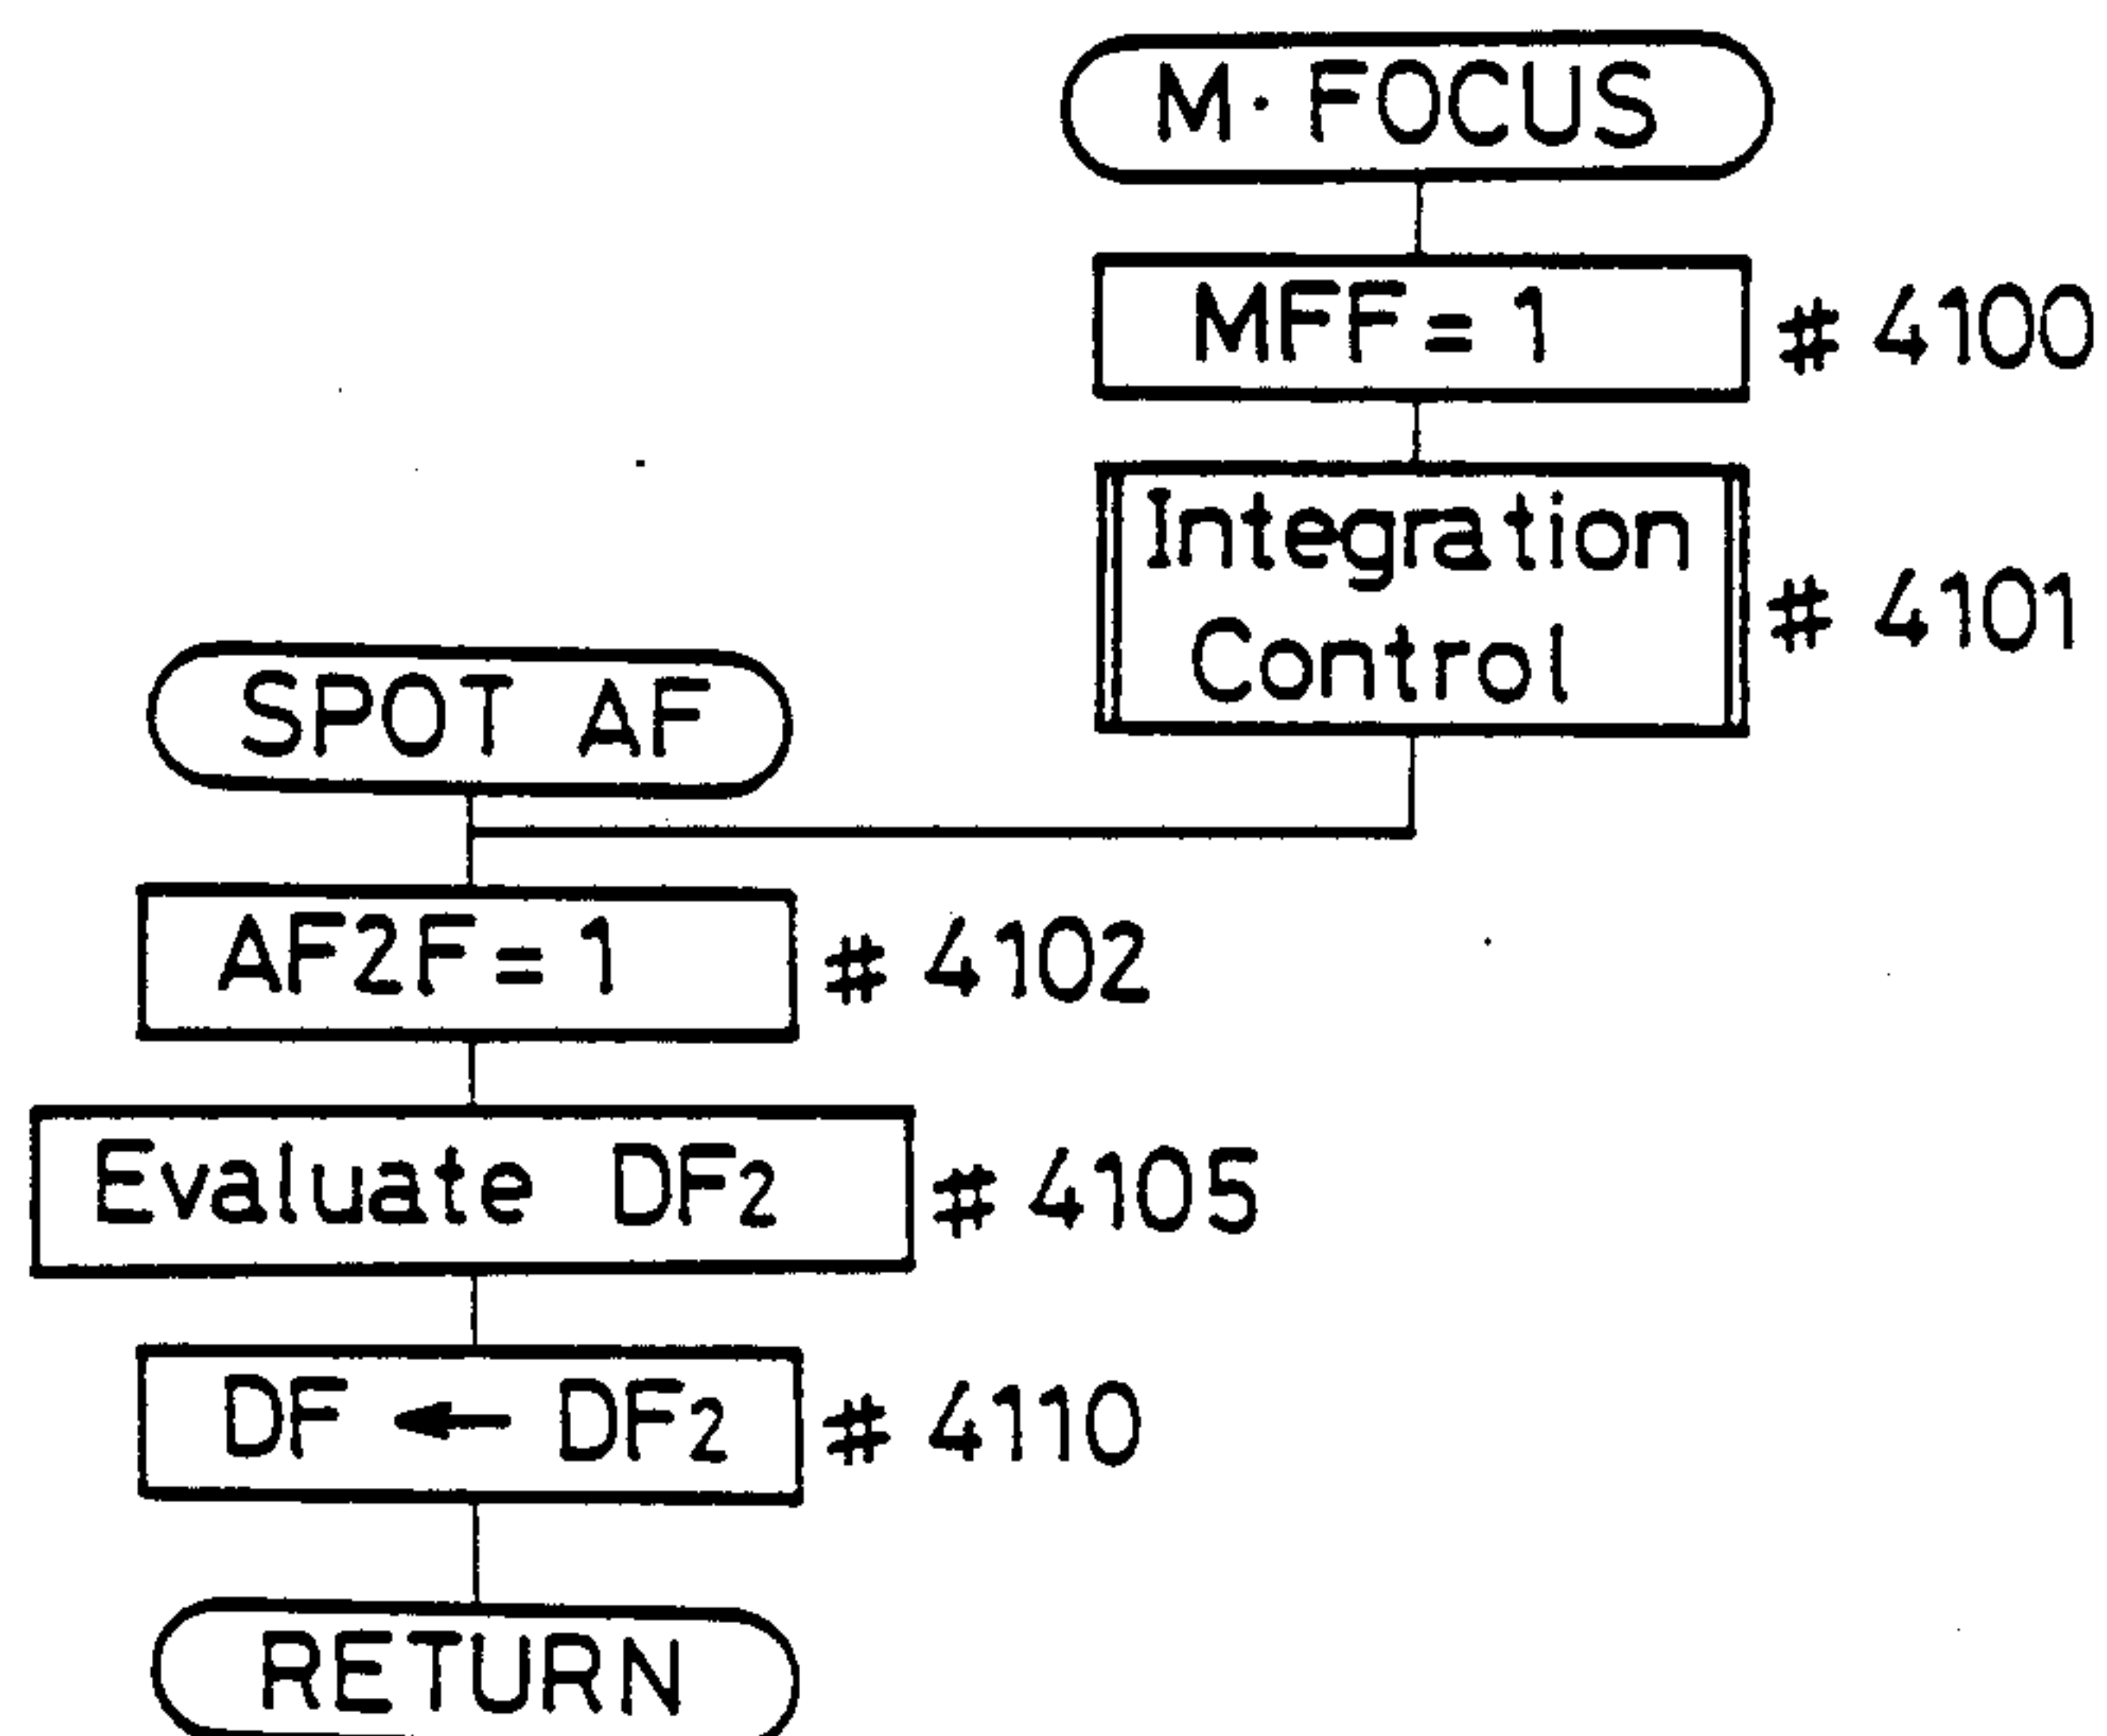 M· FOCUS
MFF = 1 # 4100
Integration
Control # 4101
SPOT AF
AF2F = 1 # 4102
Evaluate DF2 # 4105
DF ← DF2 # 4110
RETURN